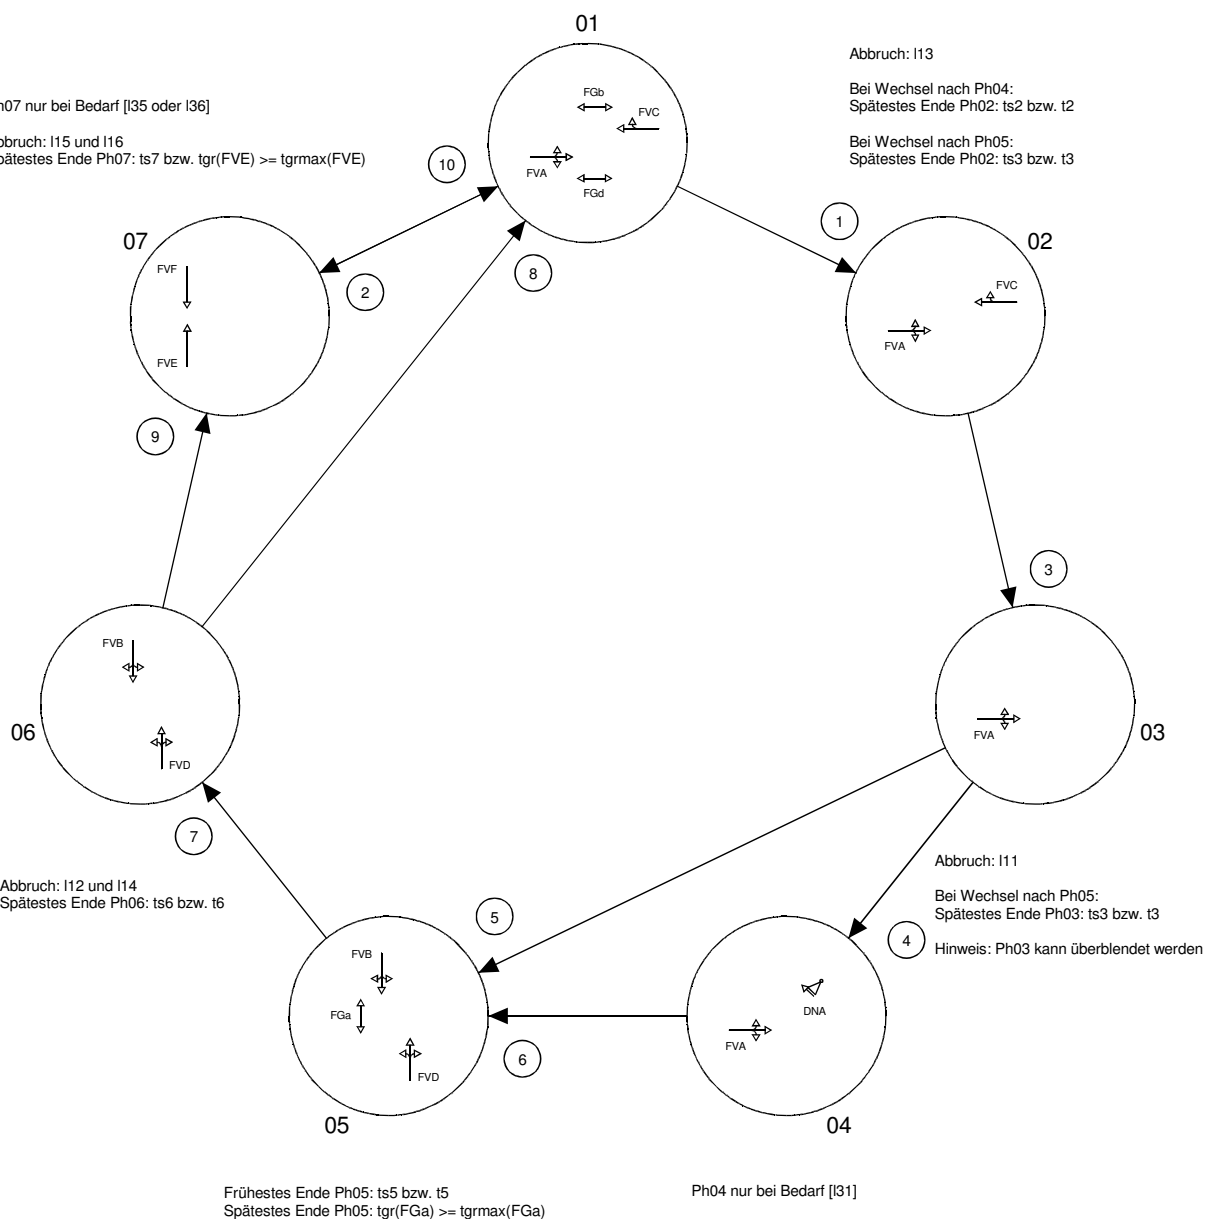 01
Abbruch: l13
Bei Wechsel nach Ph04:
Spätestes Ende Ph02: ts2 bzw. t2
Bei Wechsel nach Ph05:
Spätestes Ende Ph02: ts3 bzw. t3
h07 nur bei Bedarf [l35 oder l36]
bbruch: l15 und l16
pätestes Ende Ph07: ts7 bzw. tgr(FVE) >= tgrmax(FVE)
FGb
FVC
FVA
FGd
10
1
07
02
8
2
FVF
FVE
FVC
FVA
9
3
FVB
FVD
06
FVA
03
7
Abbruch: l12 und l14
Spätestes Ende Ph06: ts6 bzw. t6
Abbruch: l11
Bei Wechsel nach Ph05:
Spätestes Ende Ph03: ts3 bzw. t3
Hinweis: Ph03 kann überblendet werden
5
4
FVB
FGa
FVD
DNA
FVA
6
05
04
Frühestes Ende Ph05: ts5 bzw. t5
Spätestes Ende Ph05: tgr(FGa) >= tgrmax(FGa)
Ph04 nur bei Bedarf [l31]